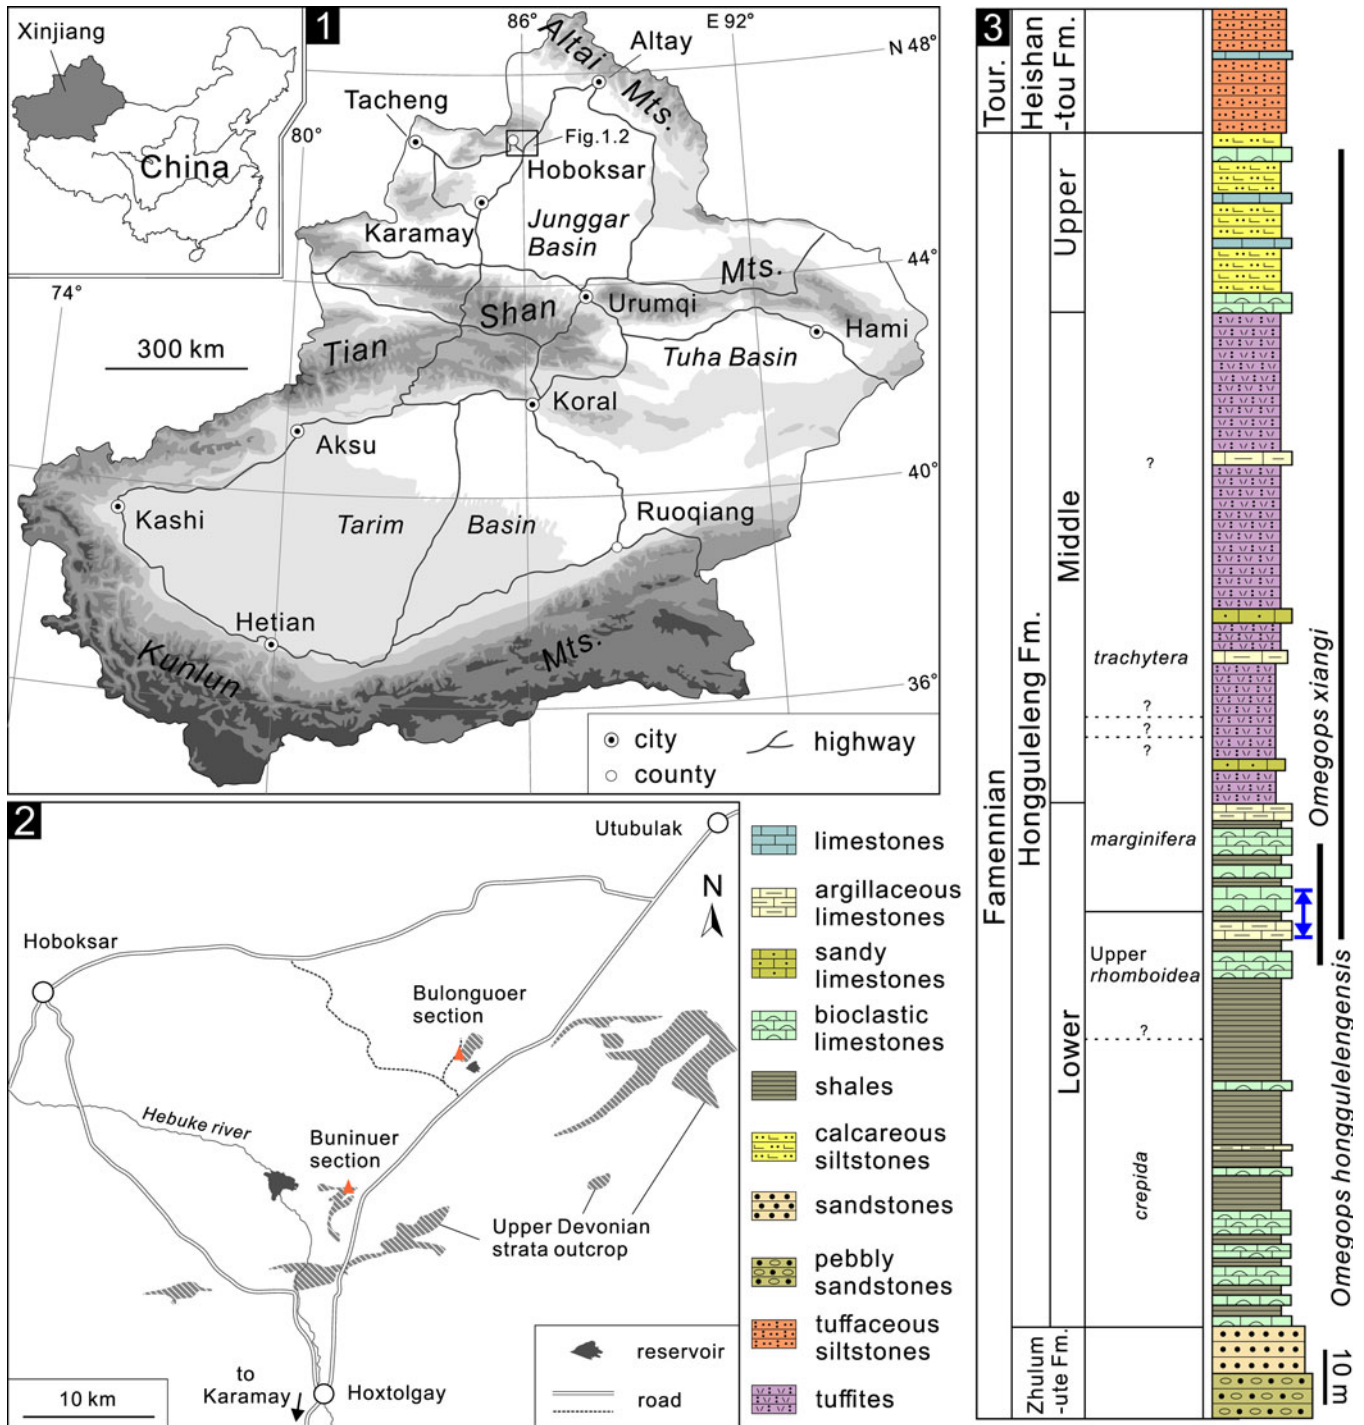 1
Xinjiang
China
86°
E 92°
N 48°
Altai
Mts.
Altay
Tacheng
80°
Fig.1.2
Hoboksar
Karamay
Junggar
Basin
44°
74°
Mts.
Shan
Urumqi
Hami
300 km
Tian
Tuha Basin
Koral
Aksu
40°
Kashi
Tarim
Basin
Ruoqiang
Hetian
Kunlun
Mts.
36°
city
highway
county
2
Utubulak
N
Hoboksar
Bulonguoer
section
Hebuke river
Buninuer
section
Upper Devonian
strata outcrop
to
Karamay
Hoxtolgay
10 km
reservoir
road
limestones
argillaceous
limestones
sandy
limestones
bioclastic
limestones
shales
calcareous
siltstones
sandstones
pebbly
sandstones
tuffaceous
siltstones
tuffites
3
Tour.
Heishan
-tou Fm.
Famennian
Hongguleleng Fm.
Upper
Middle
Lower
?
trachytera
?
?
?
marginifera
Upper
rhomboidea
?
crepida
Zhulum
-ute Fm.
Omegops xiangi
Omegops honggulelengensis
10 m